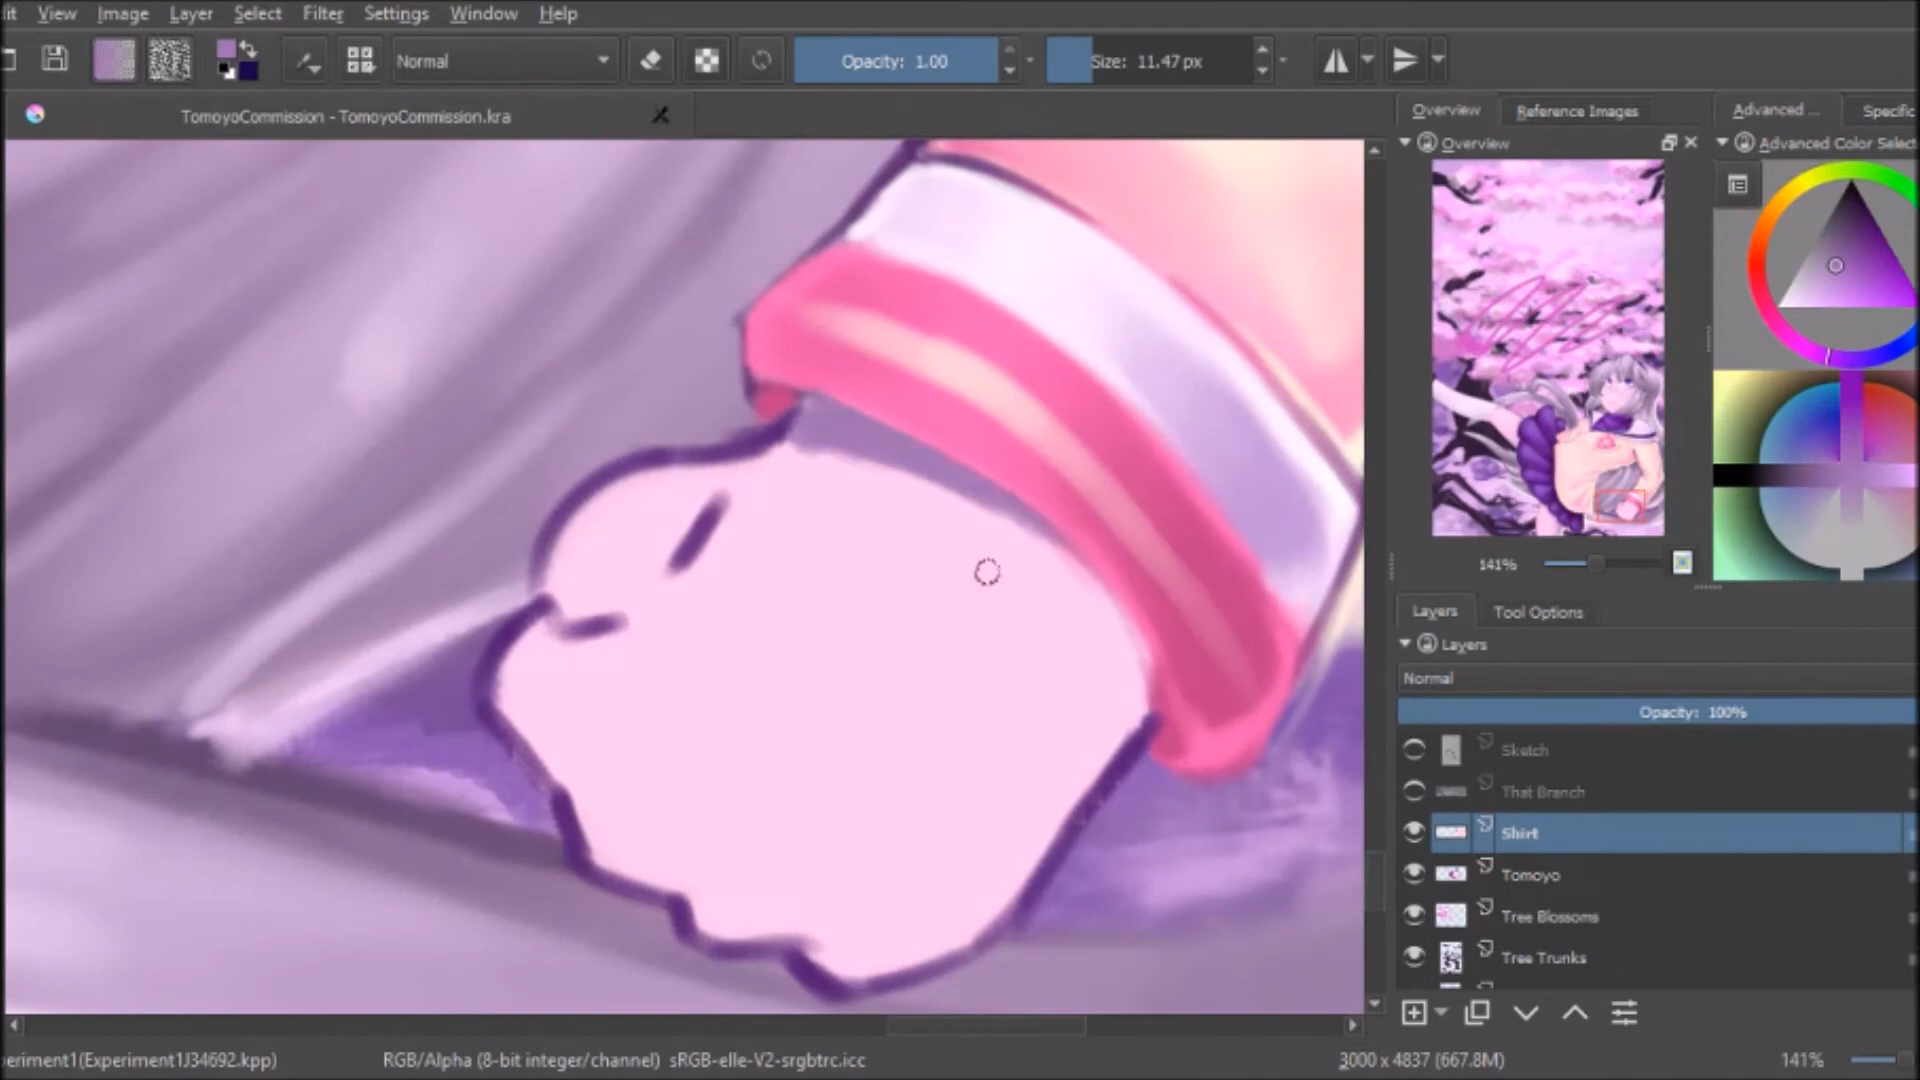 lit View Image Layer Select Filter Settings Window Help
Normal Opacity: 1.00 Size: 11.47 px
TomoyoCommission - TomoyoCommission.kra
Overview Reference Images Advanced ... Specific
Overview Advanced Color Select
141%
Layers Tool Options
Layers
Normal
Opacity: 100%
Sketch
That Branch
Shirt
Tomoyo
Tree Blossoms
Tree Trunks
periment1(Experiment1J34692.kpp) RGB/Alpha (8-bit integer/channel) sRGB-elle-V2-srgbtrc.icc 3000 x 4837 (667.8M) 141%